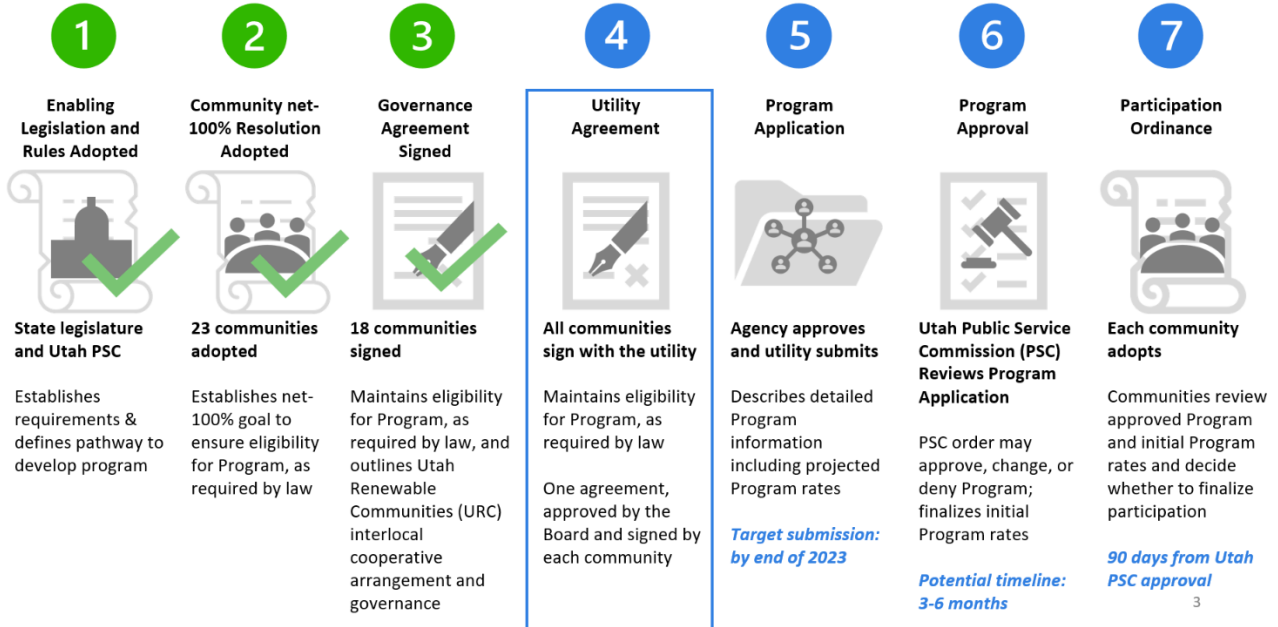 1
Enabling
Legislation and
Rules Adopted
State legislature
and Utah PSC
Establishes
requirements &
defines pathway to
develop program
2
Community net-
100% Resolution
Adopted
23 communities
adopted
Establishes net-
100% goal to
ensure eligibility
for Program, as
required by law
3
Governance
Agreement
Signed
18 communities
signed
Maintains eligibility
for Program, as
required by law, and
outlines Utah
Renewable
Communities (URC)
interlocal
cooperative
arrangement and
governance
4
Utility
Agreement
All communities
sign with the utility
Maintains eligibility
for Program, as
required by law
One agreement,
approved by the
Board and signed by
each community
5
Program
Application
Agency approves
and utility submits
Describes detailed
Program
information
including projected
Program rates
Target submission:
by end of 2023
6
Program
Approval
Utah Public Service
Commission (PSC)
Reviews Program
Application
PSC order may
approve, change, or
deny Program;
finalizes initial
Program rates
Potential timeline:
3-6 months
7
Participation
Ordinance
Each community
adopts
Communities review
approved Program
and initial Program
rates and decide
whether to finalize
participation
90 days from Utah
PSC approval
3